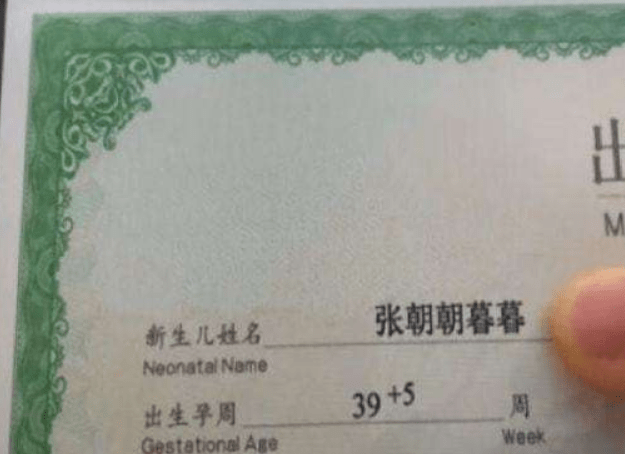 出
M
新生儿姓名 张朝朝暮暮
Neonatal Name
出生孕周 39+5 周
Gestational Age Week